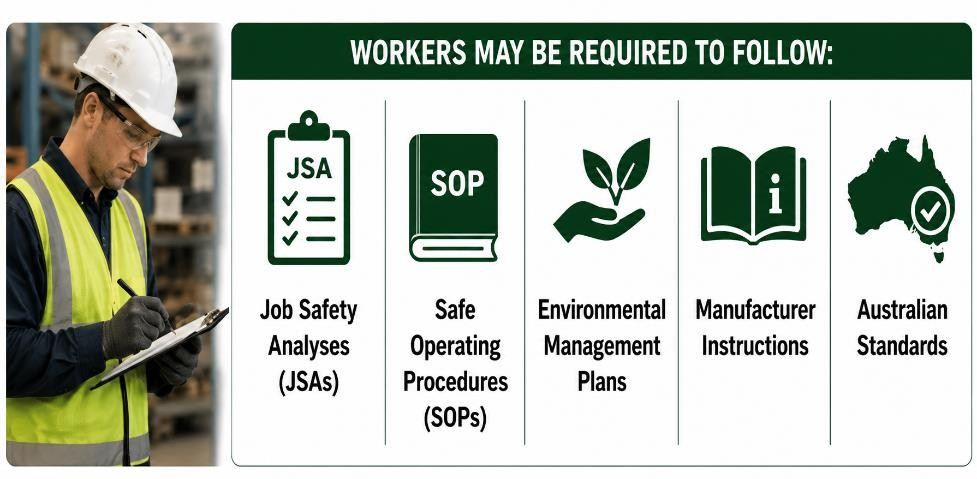 WORKERS MAY BE REQUIRED TO FOLLOW:
JSA
Job Safety
Analyses
(JSAs)
SOP
Safe
Operating
Procedures
(SOPs)
Environmental
Management
Plans
i
Manufacturer
Instructions
Australian
Standards